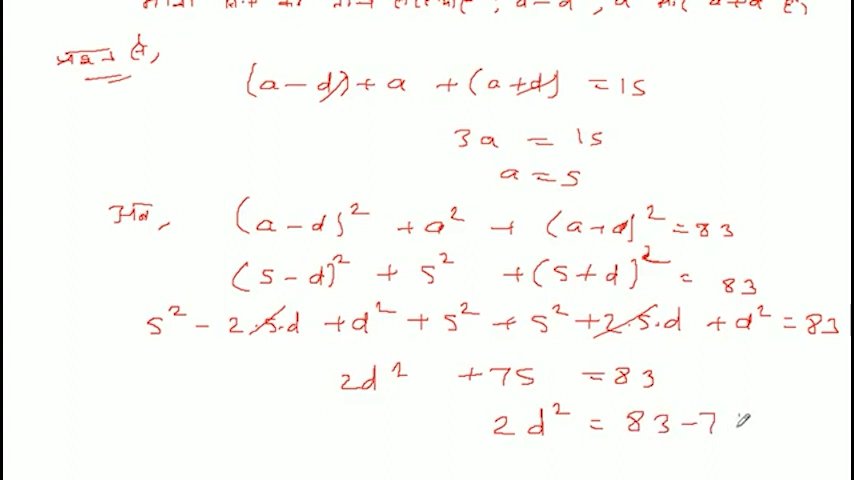 a-d, a
प्रश्न से,
(a-d)+a +(a+d) = 15
3a = 15
a = 5
अब, (a-d)² +a² + (a+d)² = 83
(5-d)² + 5² +(5+d)² = 83
5² - 2.5.d +d² + 5² + 5² + 2.5.d + d² = 83
2d² +75 = 83
2d² = 83-7